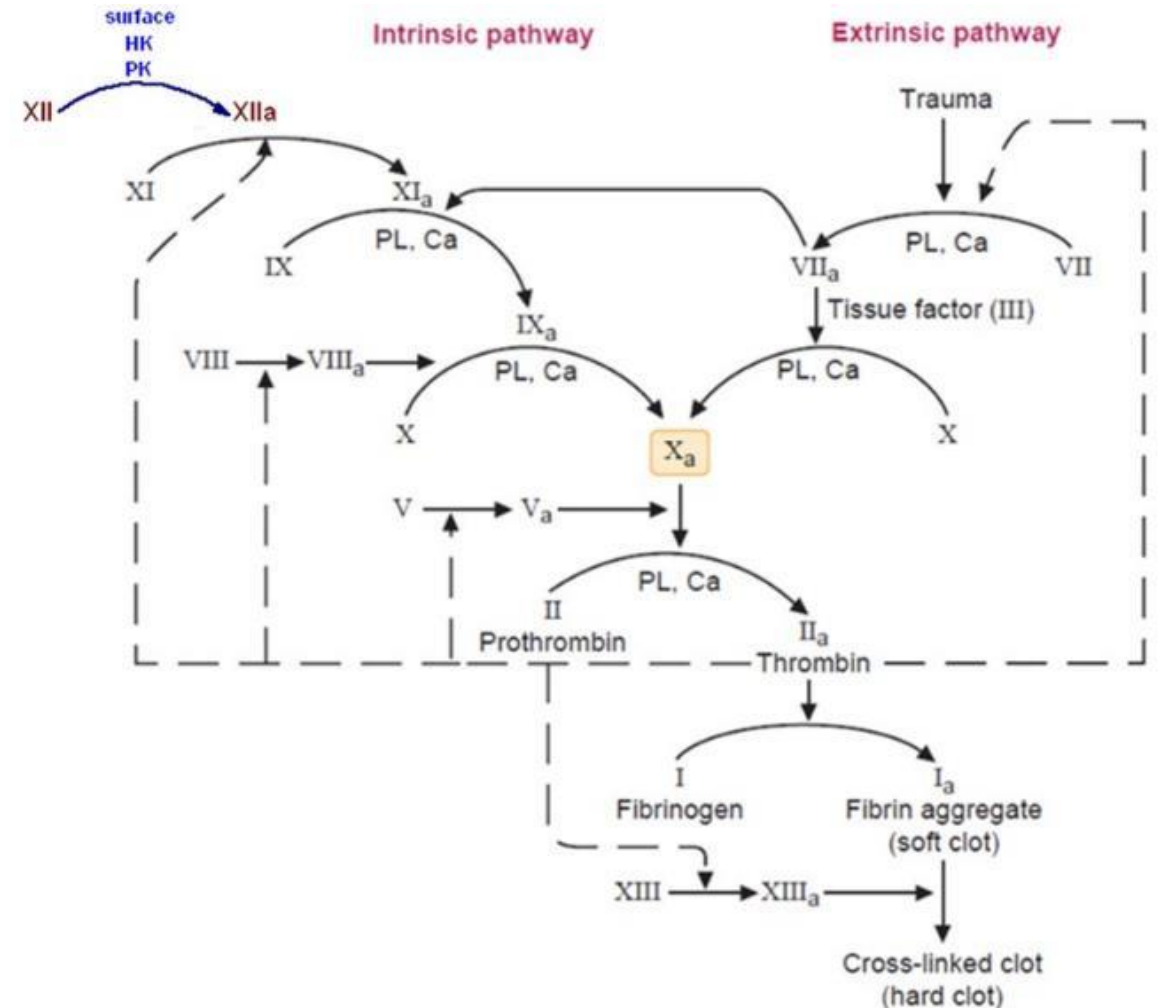 surface
HK
PK
Intrinsic pathway
Extrinsic pathway
XII
XIIa
Trauma
XI
XIa
PL, Ca
PL, Ca
IX
VIIa
VII
Tissue factor (III)
IXa
VIII
VIIIa
PL, Ca
PL, Ca
X
Xa
X
V
Va
PL, Ca
II
Prothrombin
IIa
Thrombin
I
Fibrinogen
Ia
Fibrin aggregate
(soft clot)
XIII
XIIIa
Cross-linked clot
(hard clot)